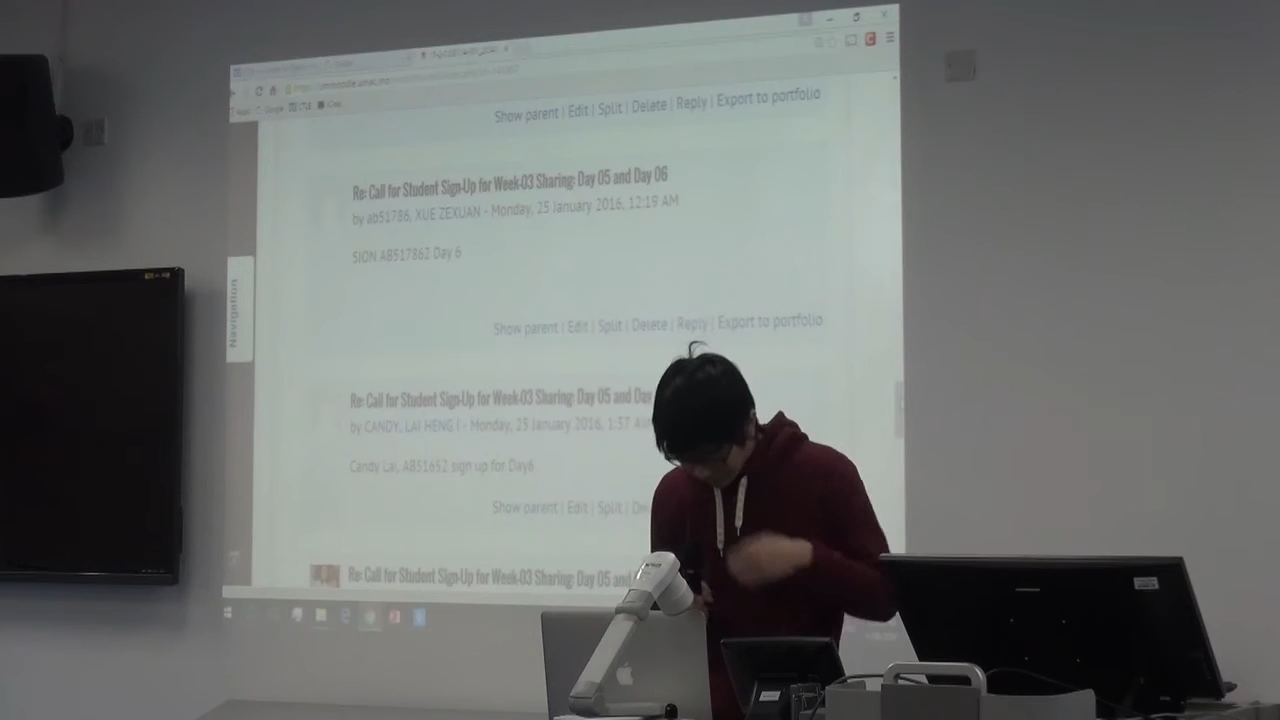 Show parent | Edit | Split | Delete | Reply | Export to portfolio
Re: Call for Student Sign-Up for Week-03 Sharing: Day 05 and Day 06
by ab51786, XUE ZEXUAN - Monday, 25 January 2016, 12:19 AM
SION AB517862 Day 6
Show parent | Edit | Split | Delete | Reply | Export to portfolio
Navigation
Re: Call for Student Sign-Up for Week-03 Sharing: Day 05 and Day
by CANDY, LAI HENG I - Monday, 25 January 2016, 1:37
Candy Lai, AB51652 sign up for Day6
Show parent | Edit | Split |
Re: Call for Student Sign-Up for Week-03 Sharing: Day 05 and